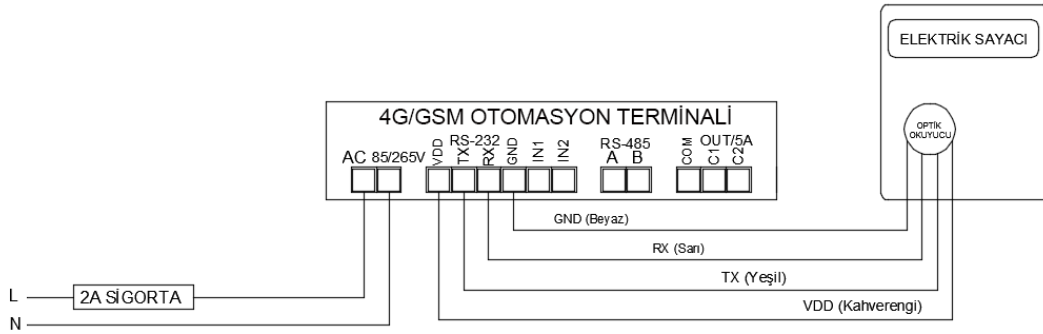 ELEKTRİK SAYACI
OPTİK
OKUYUCU
4G/GSM OTOMASYON TERMİNALİ
AC 85/265V
VDD TX RX GND IN1 IN2
RS-232
RS-485
A B
OUT/5A
COM C1 C2
GND (Beyaz)
RX (Sarı)
TX (Yeşil)
VDD (Kahverengi)
L
2A SİGORTA
N